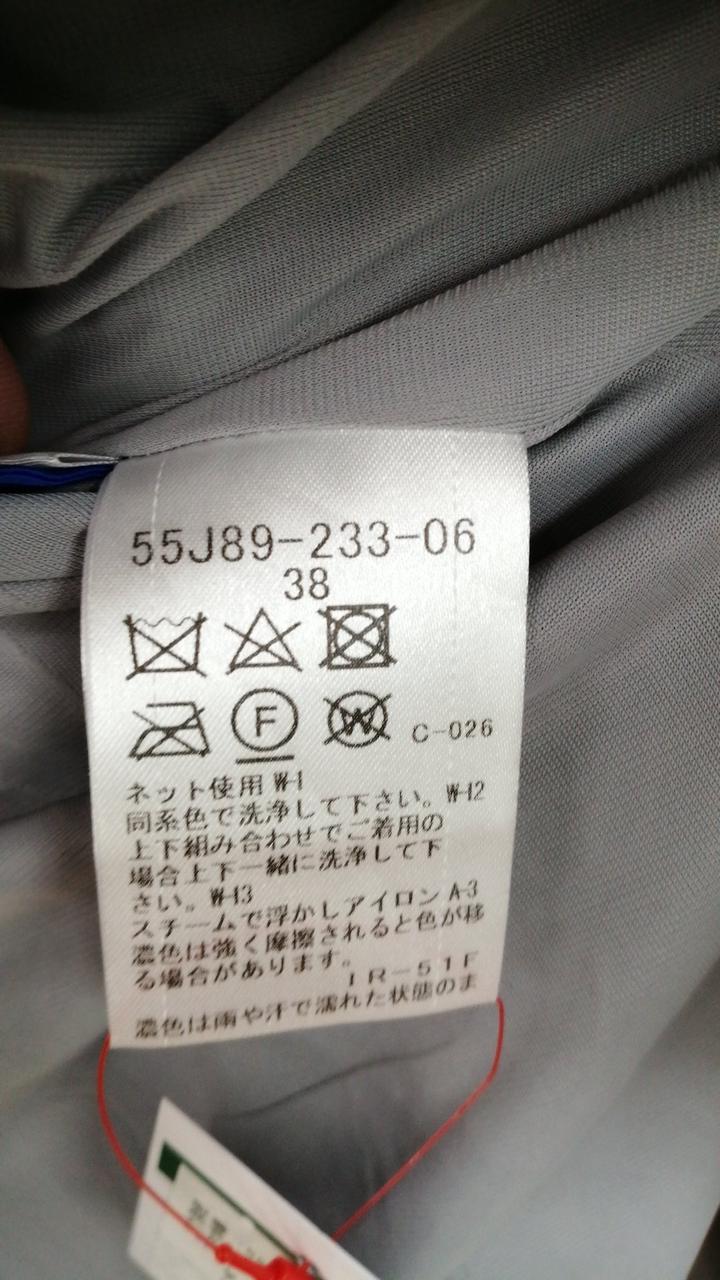 55J89-233-06
38
F
W
C-026
ネット使用 W-1
同系色で洗浄して下さい。W-12
上下組み合わせでご着用の
場合上下一緒に洗浄して下
さい。W-13
スチームで浮かしアイロン A-3
濃色は強く摩擦されると色が移
る場合があります。
IR-51F
濃色は雨や汗で濡れた状態のま